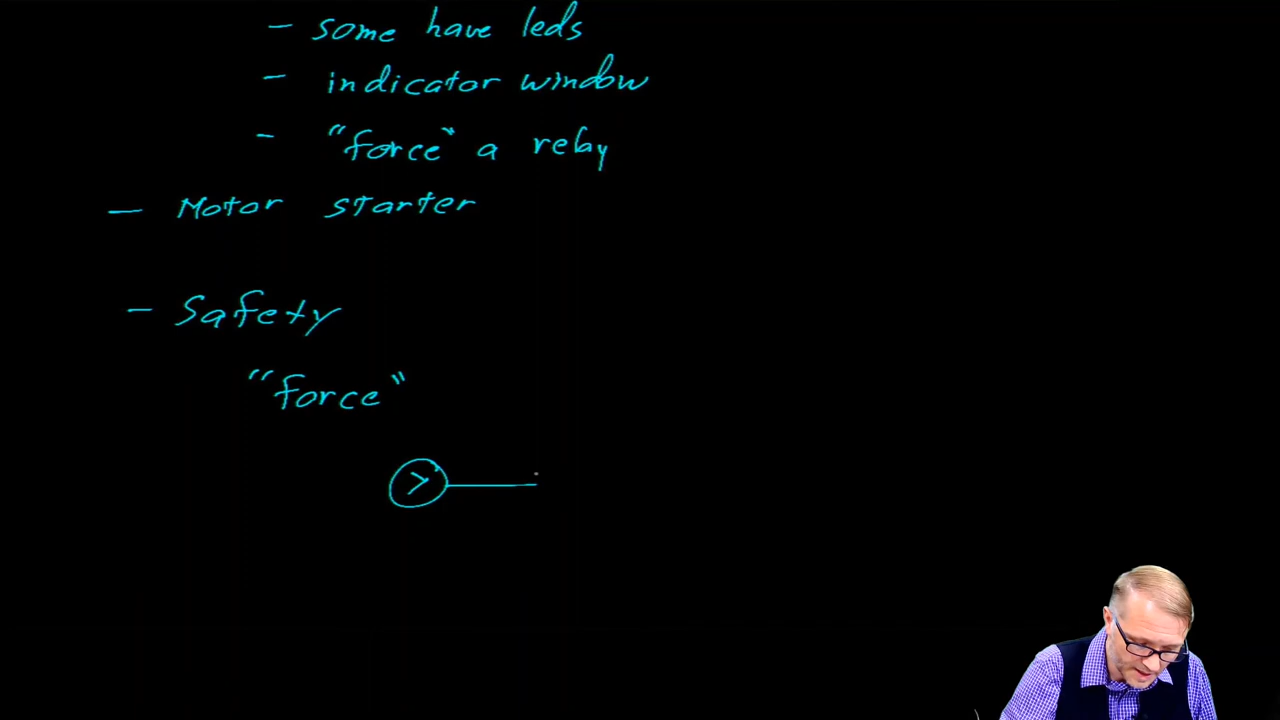 - some have leds
- indicator window
- "force" a relay
- Motor starter
- Safety
"force"
Y